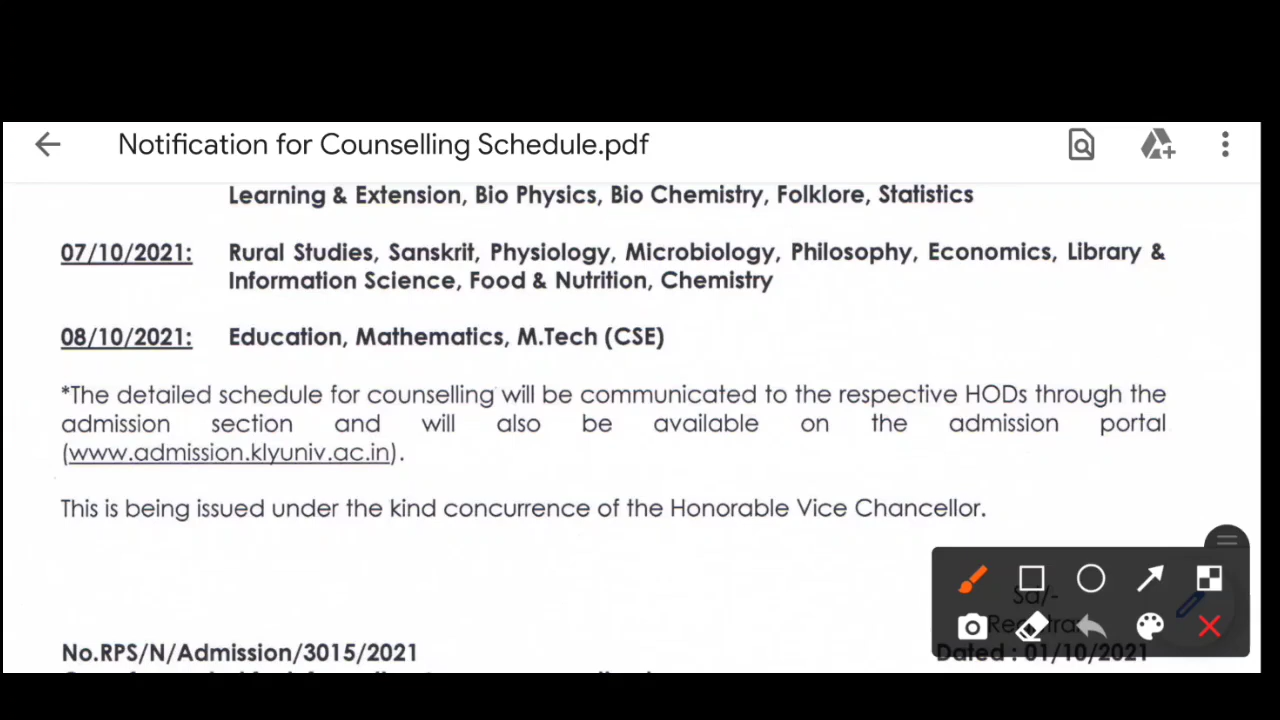 Notification for Counselling Schedule.pdf
Learning & Extension, Bio Physics, Bio Chemistry, Folklore, Statistics
07/10/2021: Rural Studies, Sanskrit, Physiology, Microbiology, Philosophy, Economics, Library &
Information Science, Food & Nutrition, Chemistry
08/10/2021: Education, Mathematics, M.Tech (CSE)
*The detailed schedule for counselling will be communicated to the respective HODs through the
admission section and will also be available on the admission portal
(www.admission.klyuniv.ac.in).
This is being issued under the kind concurrence of the Honorable Vice Chancellor.
Sd/-
No.RPS/N/Admission/3015/2021 Dated : 01/10/2021